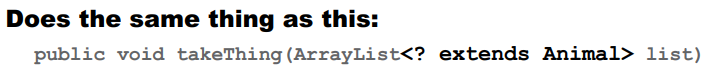 Does the same thing as this:
public void takeThing(ArrayList<? extends Animal> list)